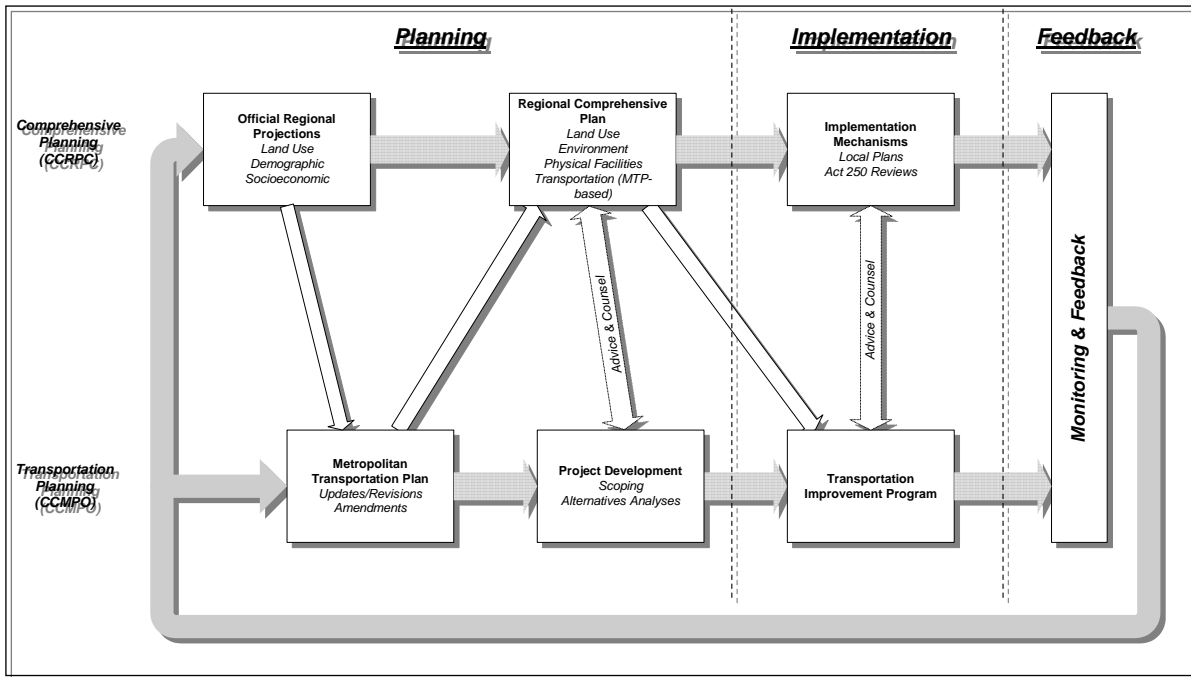 Planning
Implementation
Feedback
Comprehensive
Planning
(CCRPC)
Official Regional
Projections
Land Use
Demographic
Socioeconomic
Regional Comprehensive
Plan
Land Use
Environment
Physical Facilities
Transportation (MTP-
based)
Implementation
Mechanisms
Local Plans
Act 250 Reviews
Advice & Counsel
Advice & Counsel
Monitoring & Feedback
Transportation
Planning
(CCMPO)
Metropolitan
Transportation Plan
Updates/Revisions
Amendments
Project Development
Scoping
Alternatives Analyses
Transportation
Improvement Program